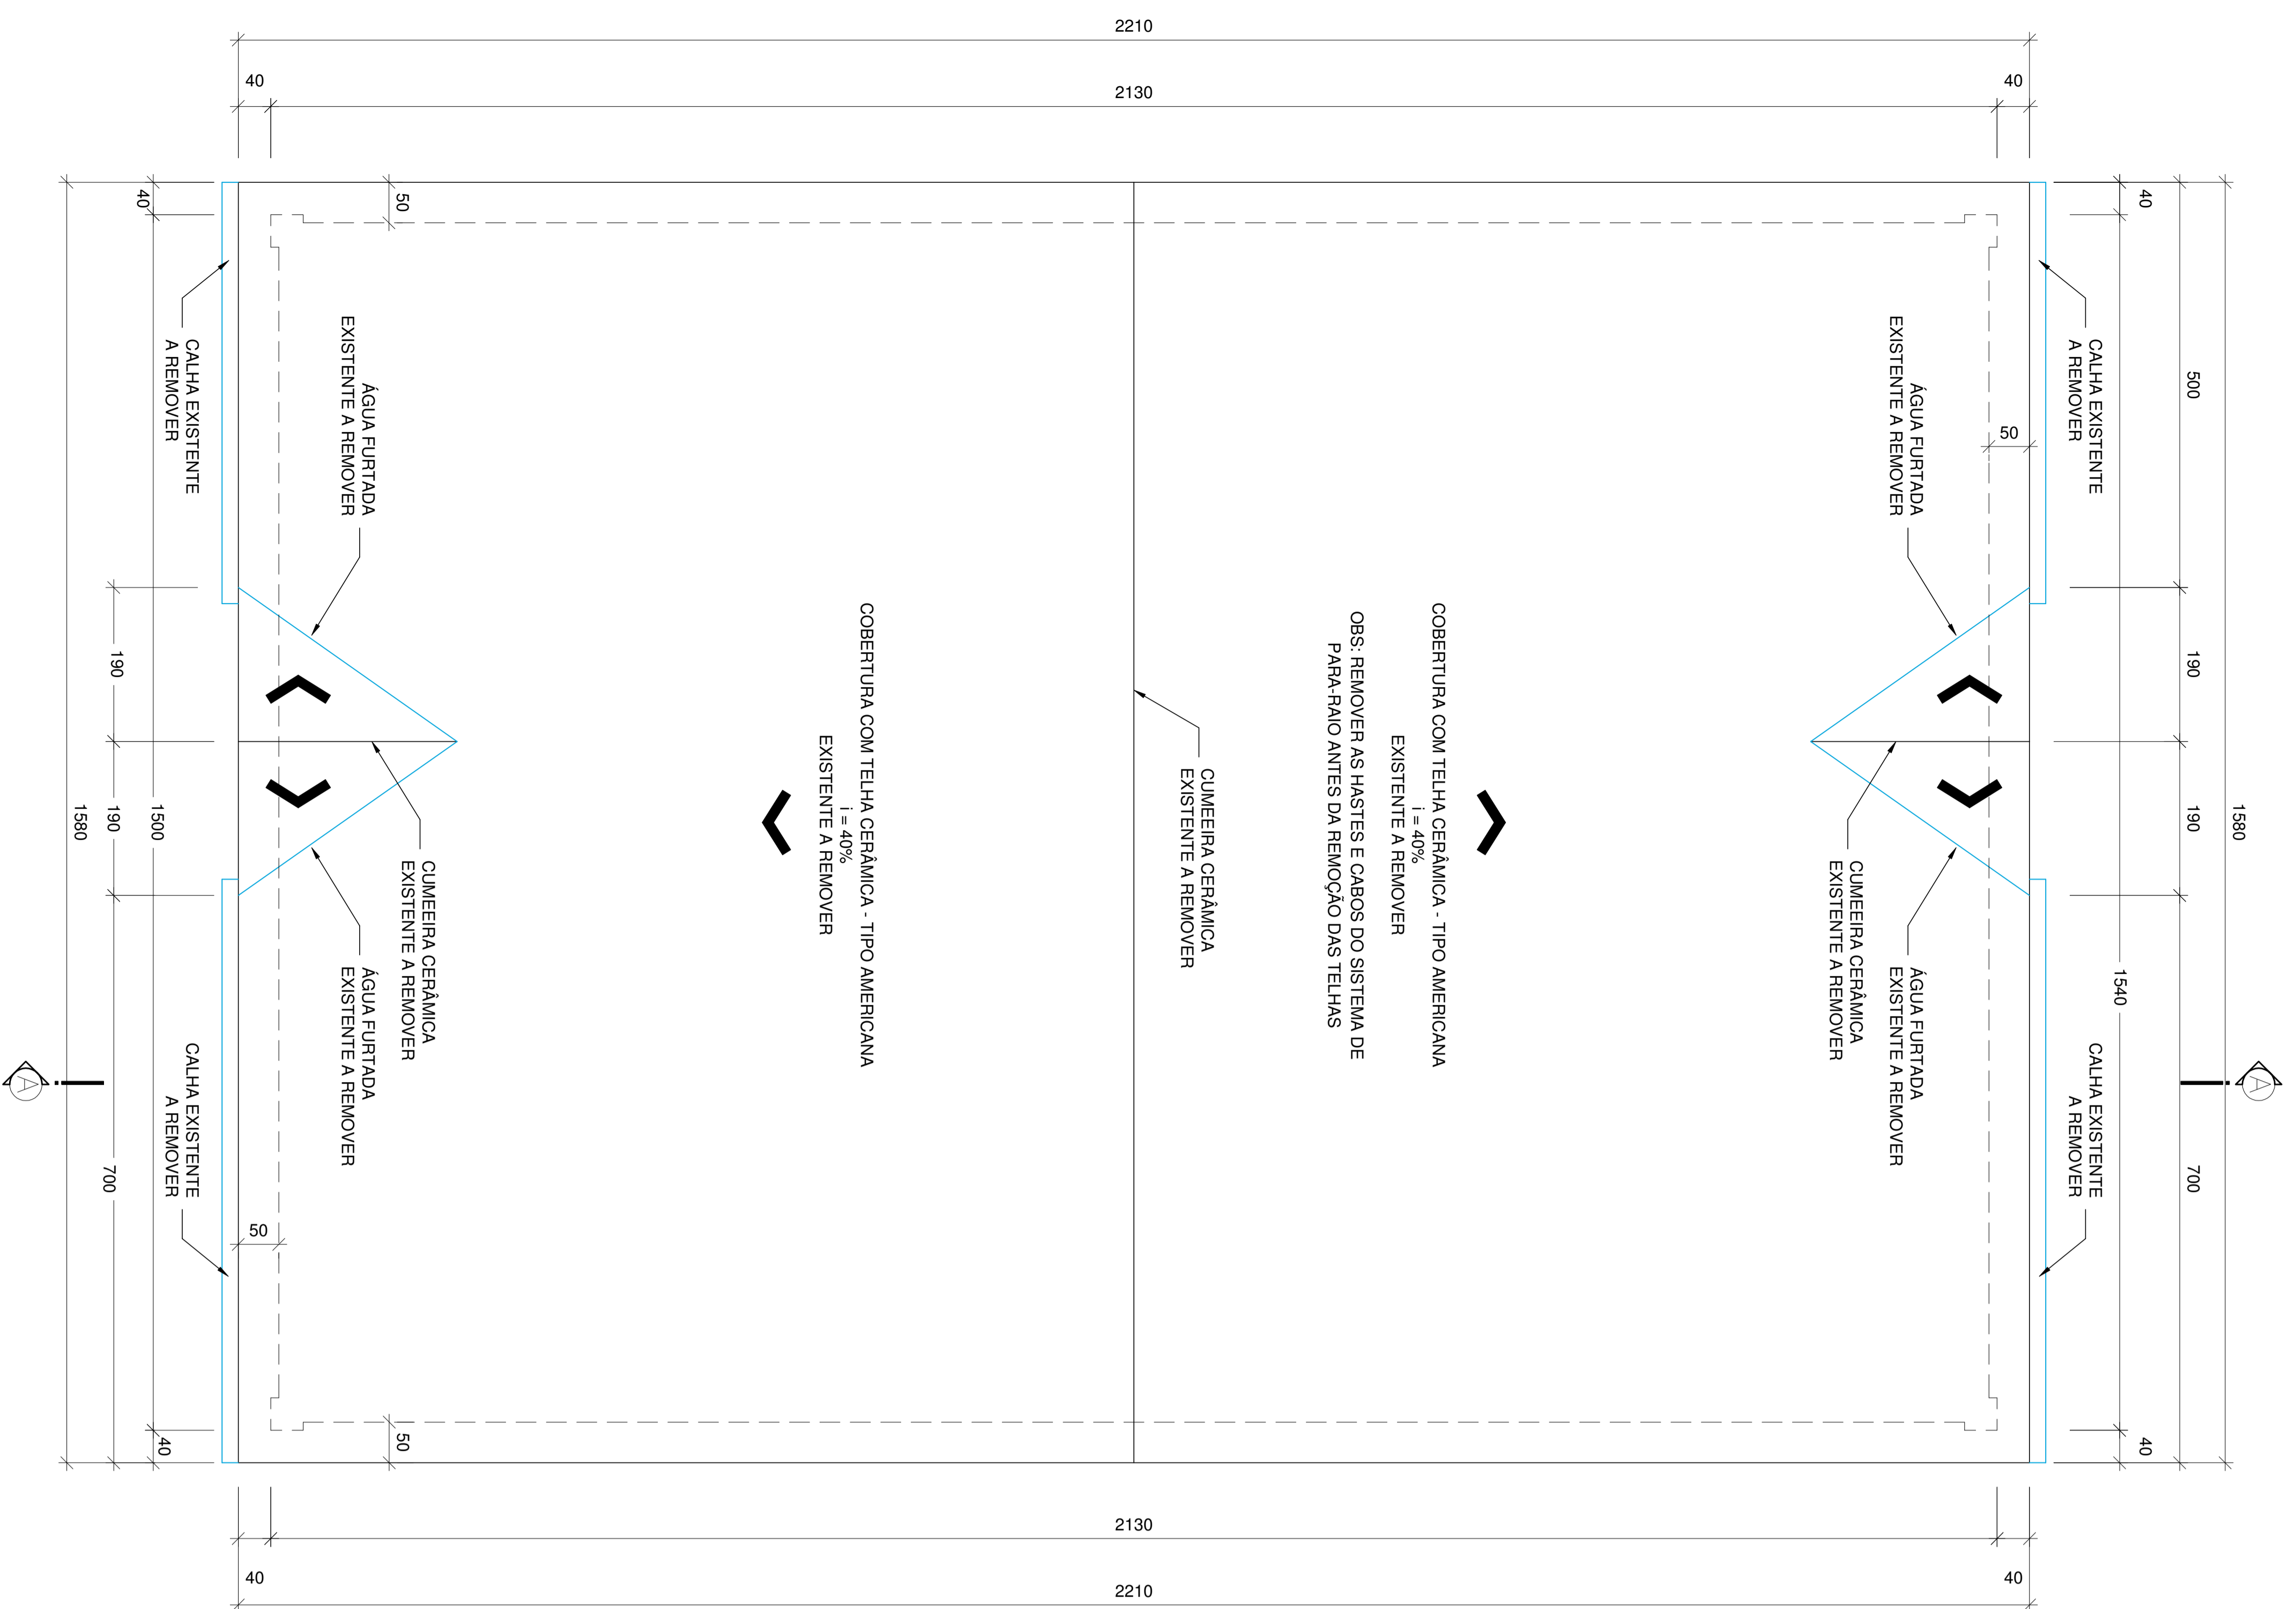 2210
40
2130
40
40
50
CALHA EXISTENTE
A REMOVER
ÁGUA FURTADA
EXISTENTE A REMOVER
190
190
1500
1580
700
40
COBERTURA COM TELHA CERÂMICA - TIPO AMERICANA
i = 40%
EXISTENTE A REMOVER
CUMEEIRA CERÂMICA
EXISTENTE A REMOVER
ÁGUA FURTADA
EXISTENTE A REMOVER
CALHA EXISTENTE
A REMOVER
50
50
A
CUMEEIRA CERÂMICA
EXISTENTE A REMOVER
COBERTURA COM TELHA CERÂMICA - TIPO AMERICANA
i = 40%
EXISTENTE A REMOVER
OBS: REMOVER AS HASTES E CABOS DO SISTEMA DE
PARA-RAIO ANTES DA REMOÇÃO DAS TELHAS
ÁGUA FURTADA
EXISTENTE A REMOVER
50
CALHA EXISTENTE
A REMOVER
40
500
190
190
1580
1540
700
40
CUMEEIRA CERÂMICA
EXISTENTE A REMOVER
ÁGUA FURTADA
EXISTENTE A REMOVER
CALHA EXISTENTE
A REMOVER
A
2130
40
40
2210